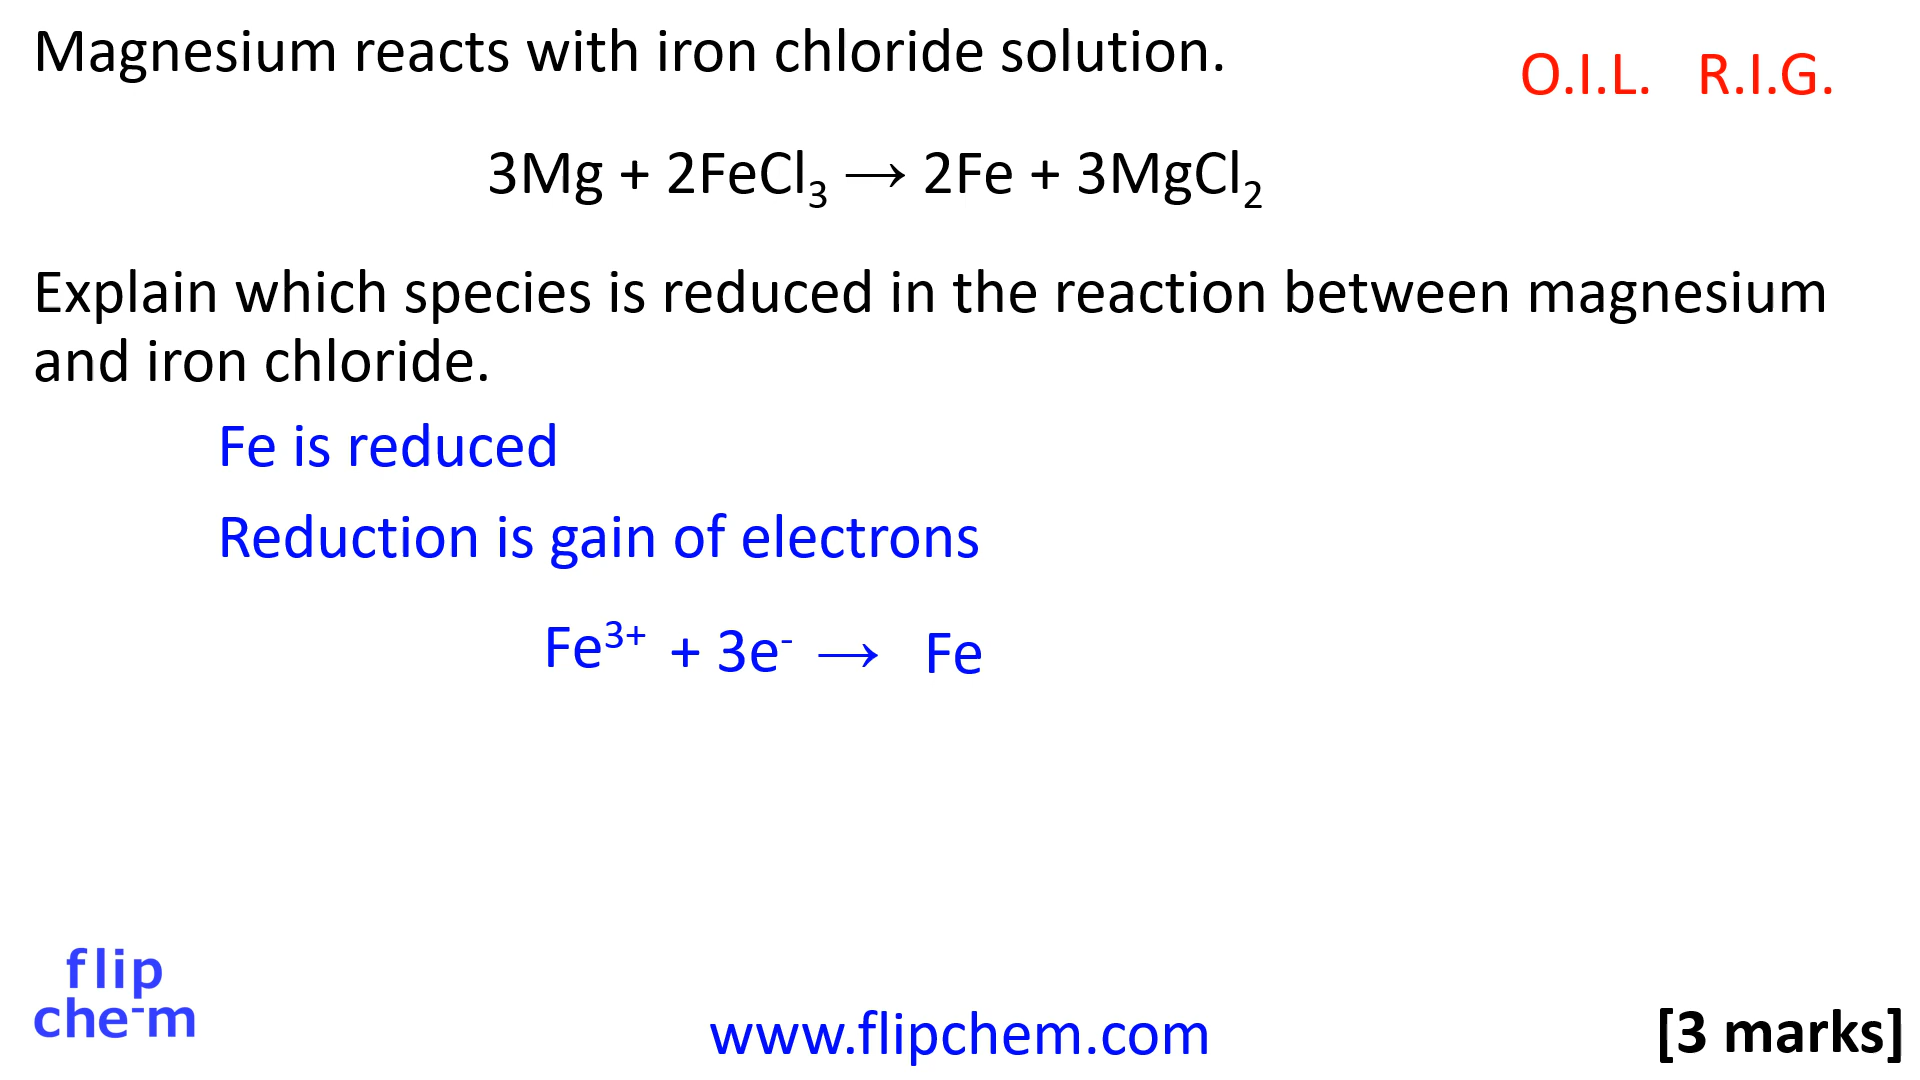 Magnesium reacts with iron chloride solution.
O.I.L. R.I.G.
3Mg + 2FeCl₃ → 2Fe + 3MgCl₂
Explain which species is reduced in the reaction between magnesium
and iron chloride.
Fe is reduced
Reduction is gain of electrons
Fe³⁺ + 3e⁻ → Fe
flip
che⁻m
www.flipchem.com
[3 marks]